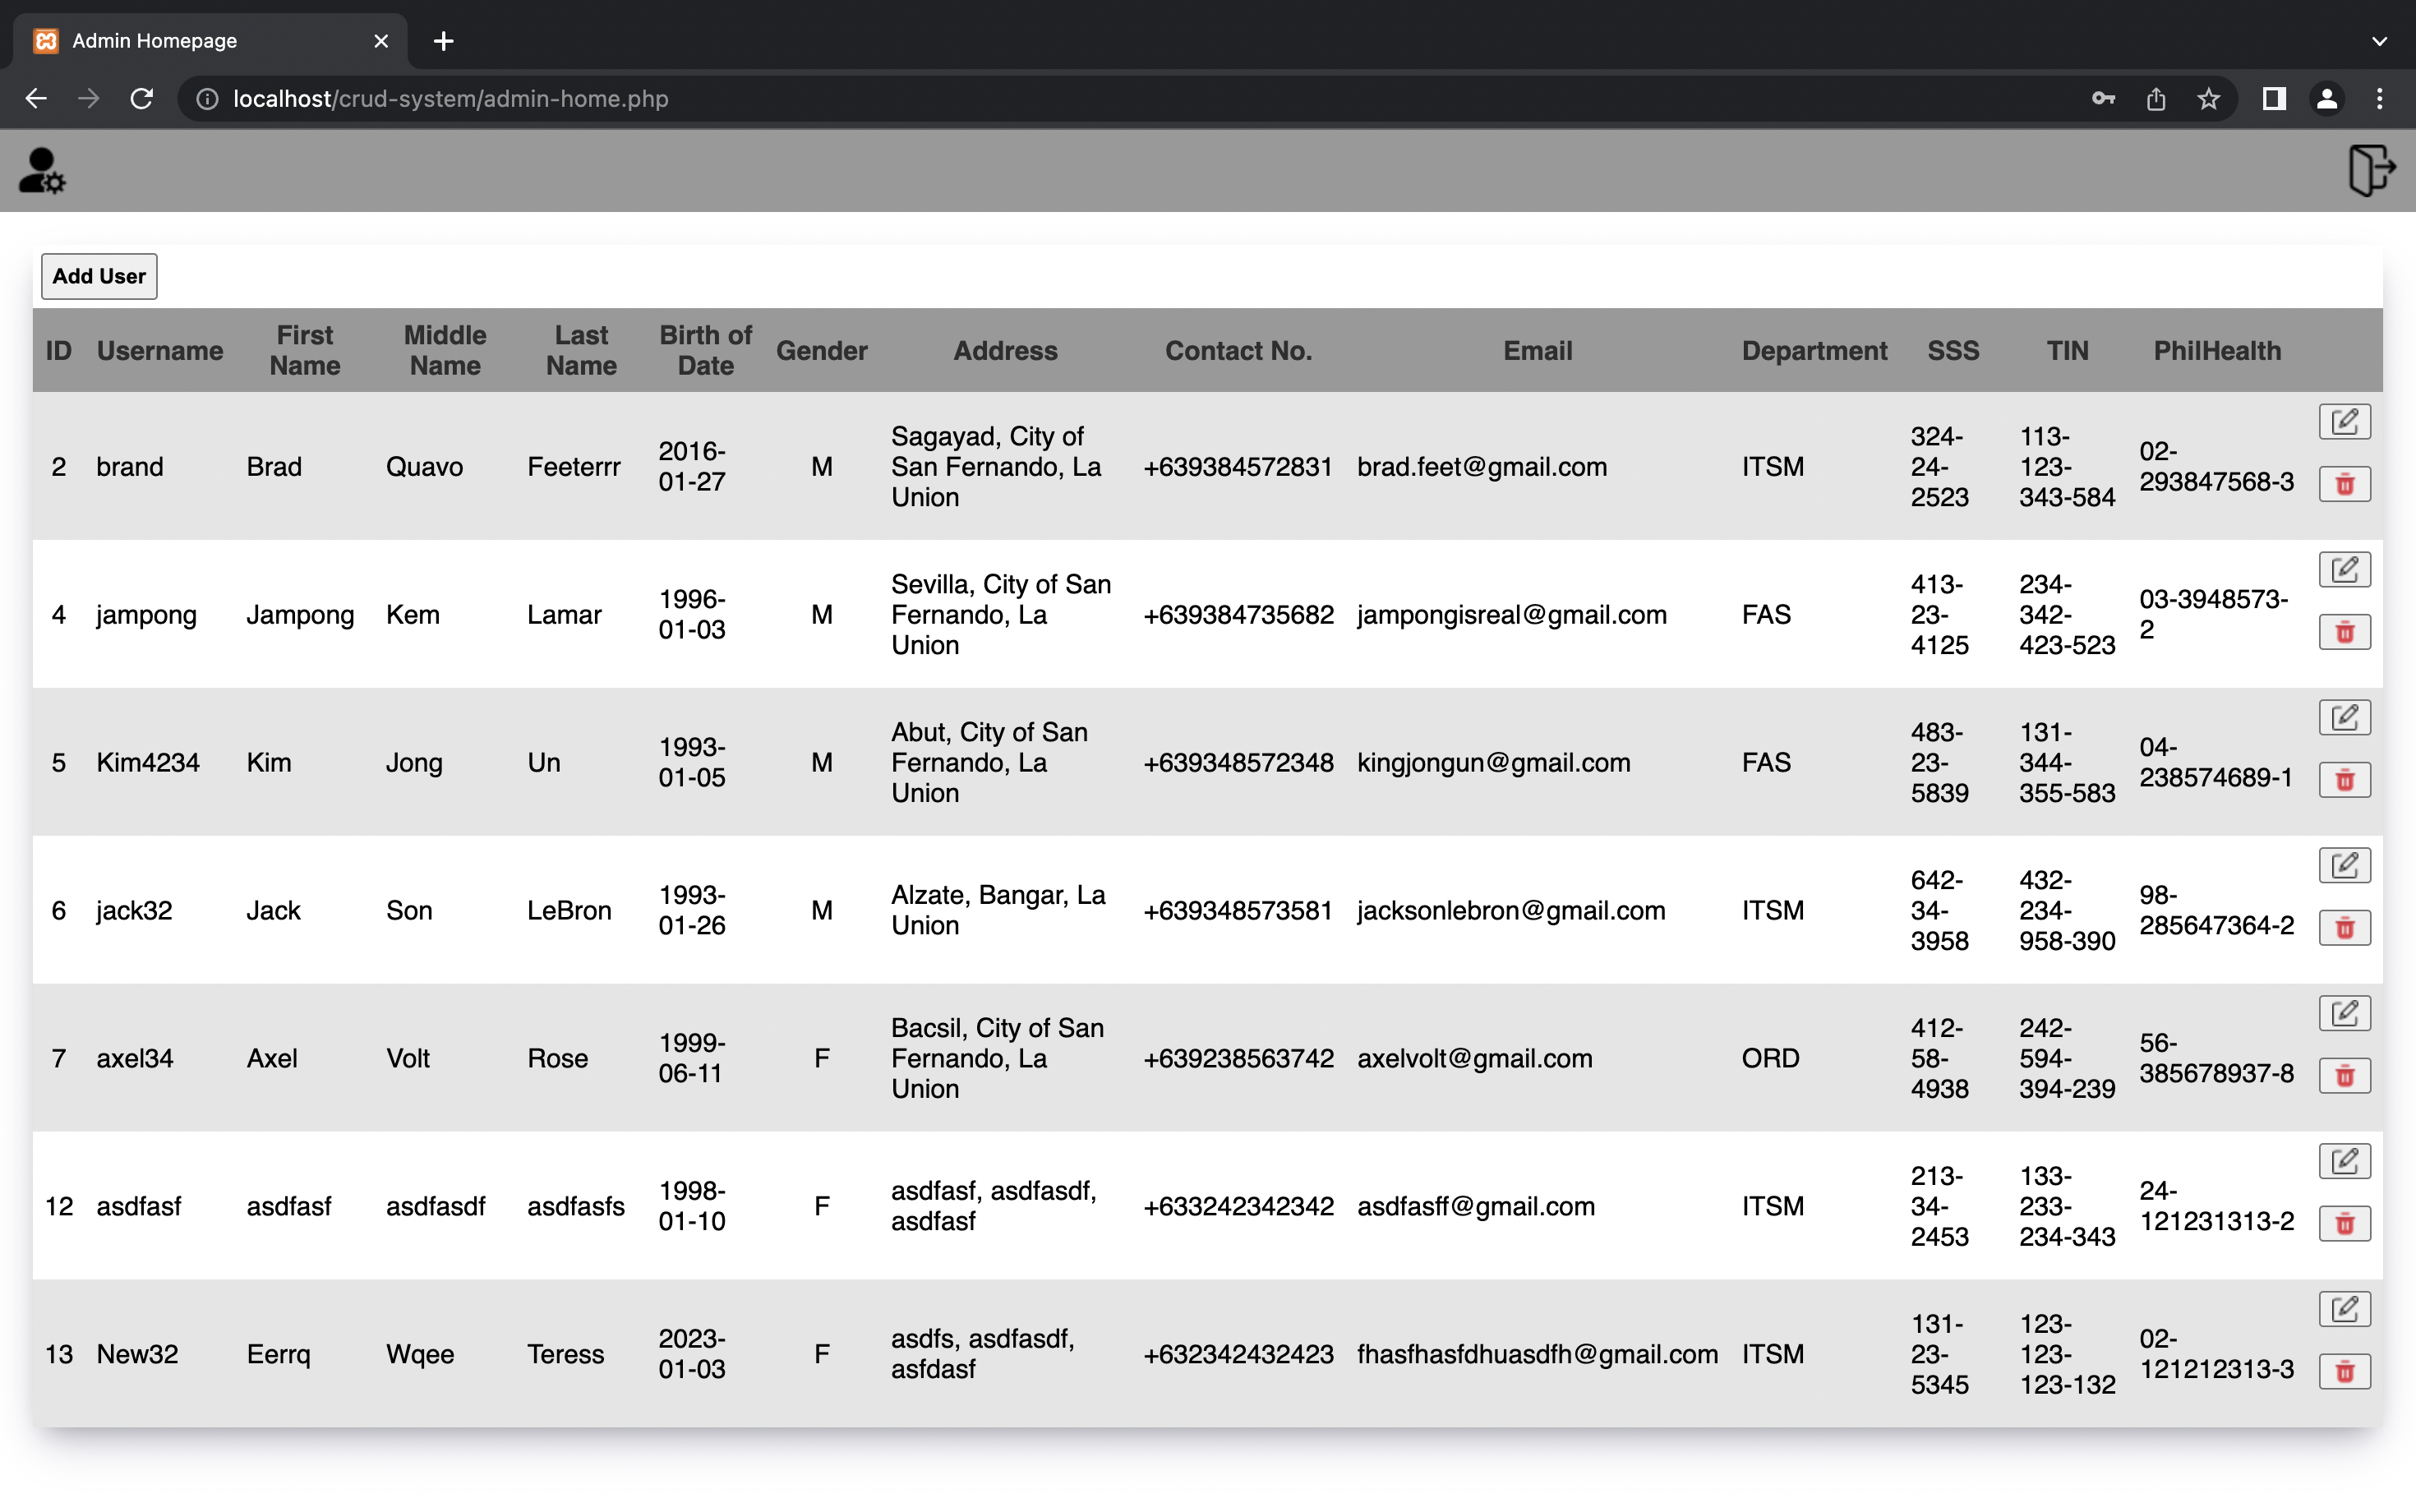 Admin Homepage
localhost/crud-system/admin-home.php
Add User
ID Username First Name Middle Name Last Name Birth of Date Gender Address Contact No. Email Department SSS TIN PhilHealth
2 brand Brad Quavo Feeterrr 2016-01-27 M Sagayad, City of San Fernando, La Union +639384572831 brad.feet@gmail.com ITSM 324-24-2523 113-123-343-584 02-293847568-3
4 jampong Jampong Kem Lamar 1996-01-03 M Sevilla, City of San Fernando, La Union +639384735682 jampongisreal@gmail.com FAS 413-23-4125 234-342-423-523 03-3948573-2
5 Kim4234 Kim Jong Un 1993-01-05 M Abut, City of San Fernando, La Union +639348572348 kingjongun@gmail.com FAS 483-23-5839 131-344-355-583 04-238574689-1
6 jack32 Jack Son LeBron 1993-01-26 M Alzate, Bangar, La Union +639348573581 jacksonlebron@gmail.com ITSM 642-34-3958 432-234-958-390 98-285647364-2
7 axel34 Axel Volt Rose 1999-06-11 F Bacsil, City of San Fernando, La Union +639238563742 axelvolt@gmail.com ORD 412-58-4938 242-594-394-239 56-385678937-8
12 asdfasf asdfasf asdfasdf asdfasfs 1998-01-10 F asdfasf, asdfasdf, asdfasf +633242342342 asdfasff@gmail.com ITSM 213-34-2453 133-233-234-343 24-121231313-2
13 New32 Eerrq Wqee Teress 2023-01-03 F asdfs, asdfasdf, asfdasf +632342432423 fhasfhasfdhuasdfh@gmail.com ITSM 131-23-5345 123-123-123-132 02-121212313-3